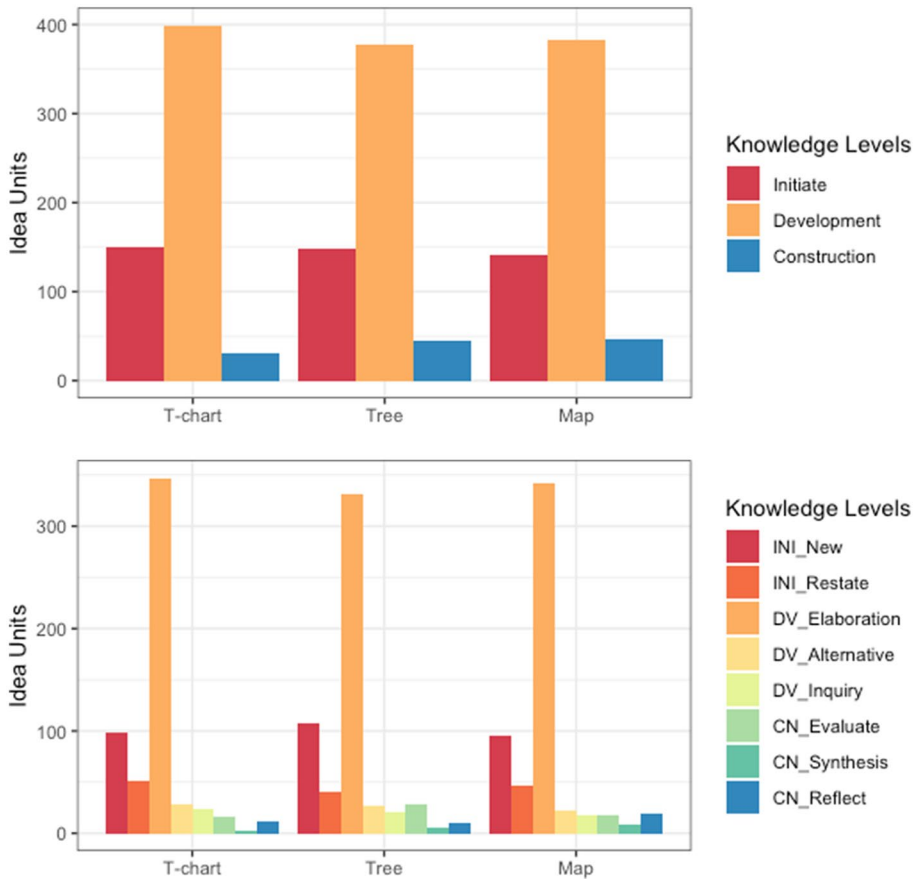 400
300
200
100
0
Idea Units
T-chart
Tree
Map
Knowledge Levels
Initiate
Development
Construction
300
200
100
0
Idea Units
T-chart
Tree
Map
Knowledge Levels
INI_New
INI_Restate
DV_Elaboration
DV_Alternative
DV_Inquiry
CN_Evaluate
CN_Synthesis
CN_Reflect